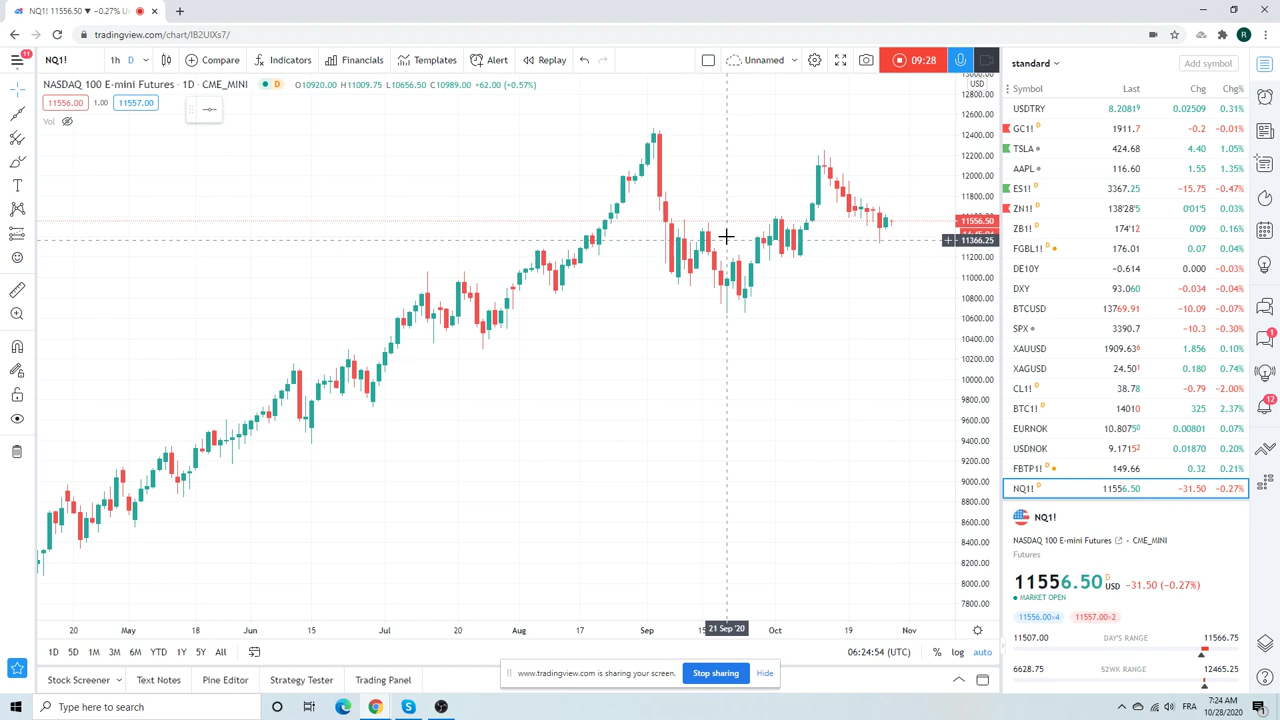 NQ1! 11556.50 ▼ −0.27% U
tradingview.com/chart/IB2UIXs7/
11
NQ1!
1h D
Compare
Indicators
Financials
Templates
Alert
Replay
Unnamed
09:28
standard
Add symbol
NASDAQ 100 E-mini Futures · 1D · CME_MINI D O10920.00 H11009.75 L10656.50 C10989.00 +62.00 (+0.57%)
11556.00 1.00 11557.00
Vol
USD
12800.00
12600.00
12400.00
12200.00
12000.00
11800.00
11556.50
11366.25
11200.00
11000.00
10800.00
10600.00
10400.00
10200.00
10000.00
9800.00
9600.00
9400.00
9200.00
9000.00
8800.00
8600.00
8400.00
8200.00
8000.00
7800.00
20 May 18 Jun 15 Jul 20 Aug 17 Sep 21 Sep '20 Oct 19 Nov
1D 5D 1M 3M 6M YTD 1Y 5Y All
06:24:54 (UTC) % log auto
Stock Screener Text Notes Pine Editor Strategy Tester Trading Panel
www.tradingview.com is sharing your screen. Stop sharing Hide
Symbol Last Chg Chg%
USDTRY 8.20819 0.02509 0.31%
GC1! D 1911.7 −0.2 −0.01%
TSLA 424.68 4.40 1.05%
AAPL 116.60 1.55 1.35%
ES1! D 3367.25 −15.75 −0.47%
ZN1! D 138'28'5 0'01'5 0.03%
ZB1! D 174'12 0'09 0.16%
FGBL1! D 176.01 0.07 0.04%
DE10Y −0.614 0.000 −0.03%
DXY 93.060 −0.034 −0.04%
BTCUSD 13769.91 −10.09 −0.07%
SPX 3390.7 −10.3 −0.30%
XAUUSD 1909.636 1.856 0.10%
XAGUSD 24.501 0.180 0.74%
CL1! D 38.78 −0.79 −2.00%
BTC1! D 14010 325 2.37%
EURNOK 10.80750 0.00801 0.07%
USDNOK 9.17152 0.01870 0.20%
FBTP1! D 149.66 0.32 0.21%
NQ1! D 11556.50 −31.50 −0.27%
NQ1!
NASDAQ 100 E-mini Futures · CME_MINI
Futures
11556.50 D USD −31.50 (−0.27%)
MARKET OPEN
11556.00×4 11557.00×2
11507.00 DAY'S RANGE 11566.75
6628.75 52WK RANGE 12465.25
1
12
R
Type here to search
FRA
7:24 AM
10/28/2020
1